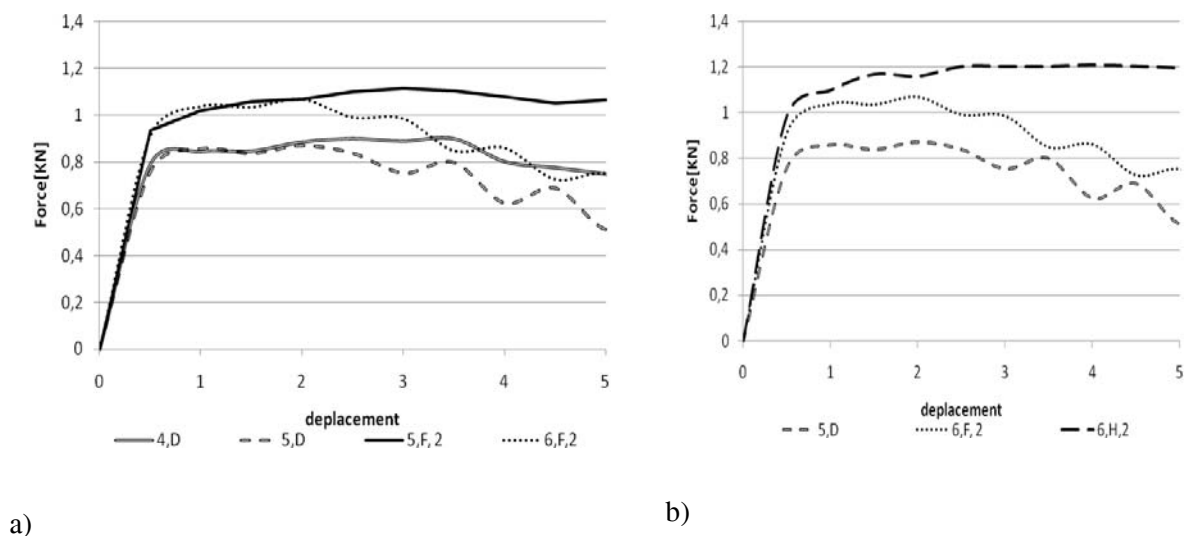 1,4
1,2
1
0,8
0,6
0,4
0,2
0
Force[KN]
0 1 2 3 4 5
deplacement
4,D 5,D 5,F, 2 6,F,2
a)
1,4
1,2
1
0,8
0,6
0,4
0,2
0
Force[KN]
0 1 2 3 4 5
deplacement
5,D 6,F, 2 6,H,2
b)